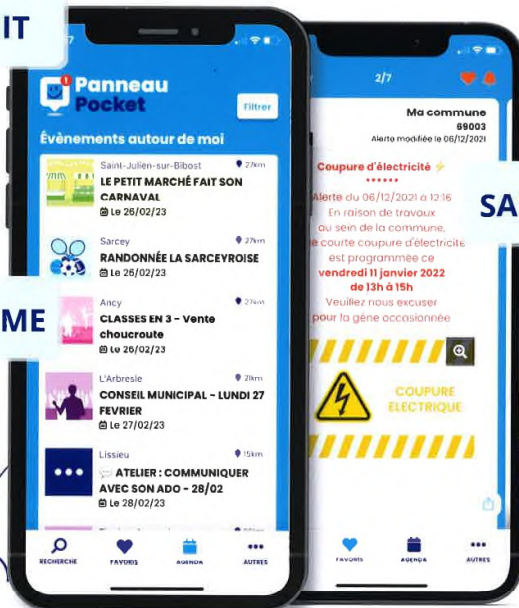 IT
ME
SA
7
1
Panneau
Pocket
Filtrer
Évènements autour de moi
Saint-Julien-sur-Bibost 27km
LE PETIT MARCHÉ FAIT SON
CARNAVAL
Le 26/02/23
Sarcey 27km
RANDONNÉE LA SARCEYROISE
Le 26/02/23
Ancy 27km
CLASSES EN 3 - Vente
choucroute
Le 26/02/23
L'Arbresle 21km
CONSEIL MUNICIPAL - LUNDI 27
FEVRIER
Le 27/02/23
Lissieu 15km
ATELIER : COMMUNIQUER
AVEC SON ADO - 28/02
Le 28/02/23
RECHERCHE FAVORIS AGENDA AUTRES
2/7
Ma commune
69003
Alerte modifiée le 06/12/2021
Coupure d'électricité
******
Alerte du 06/12/2021 à 12:16
En raison de travaux
au sein de la commune,
e courte coupure d'électricité
est programmée ce
vendredi 11 janvier 2022
de 13h à 15h
Veuillez nous excuser
pour la gêne occasionnée
COUPURE
ELECTRIQUE
FAVORIS AGENDA AUTRES